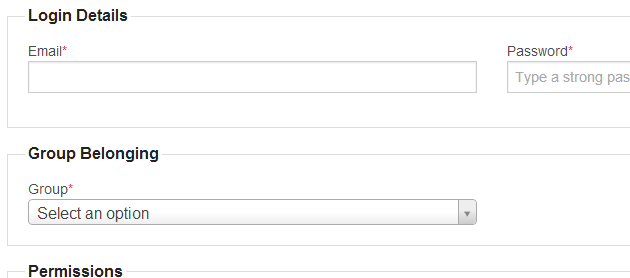 Login Details
Email* Password*
Type a strong pas
Group Belonging
Group*
Select an option
Permissions